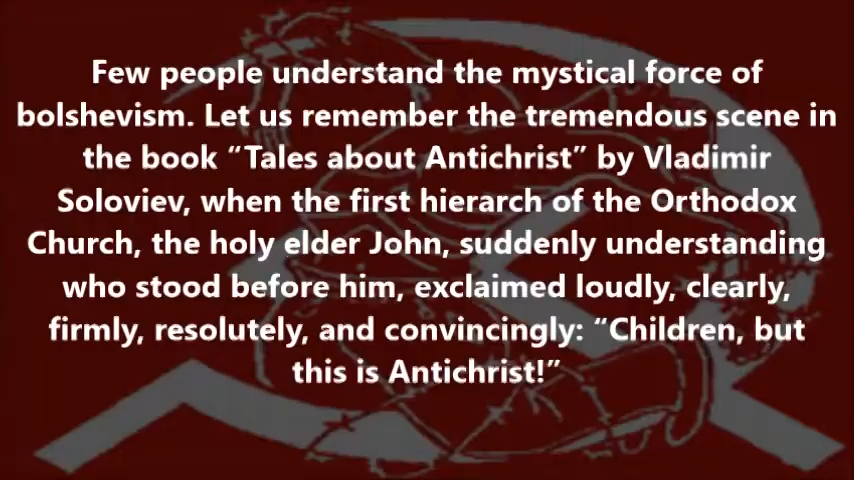 Few people understand the mystical force of
bolshevism. Let us remember the tremendous scene in
the book “Tales about Antichrist” by Vladimir
Soloviev, when the first hierarch of the Orthodox
Church, the holy elder John, suddenly understanding
who stood before him, exclaimed loudly, clearly,
firmly, resolutely, and convincingly: “Children, but
this is Antichrist!”